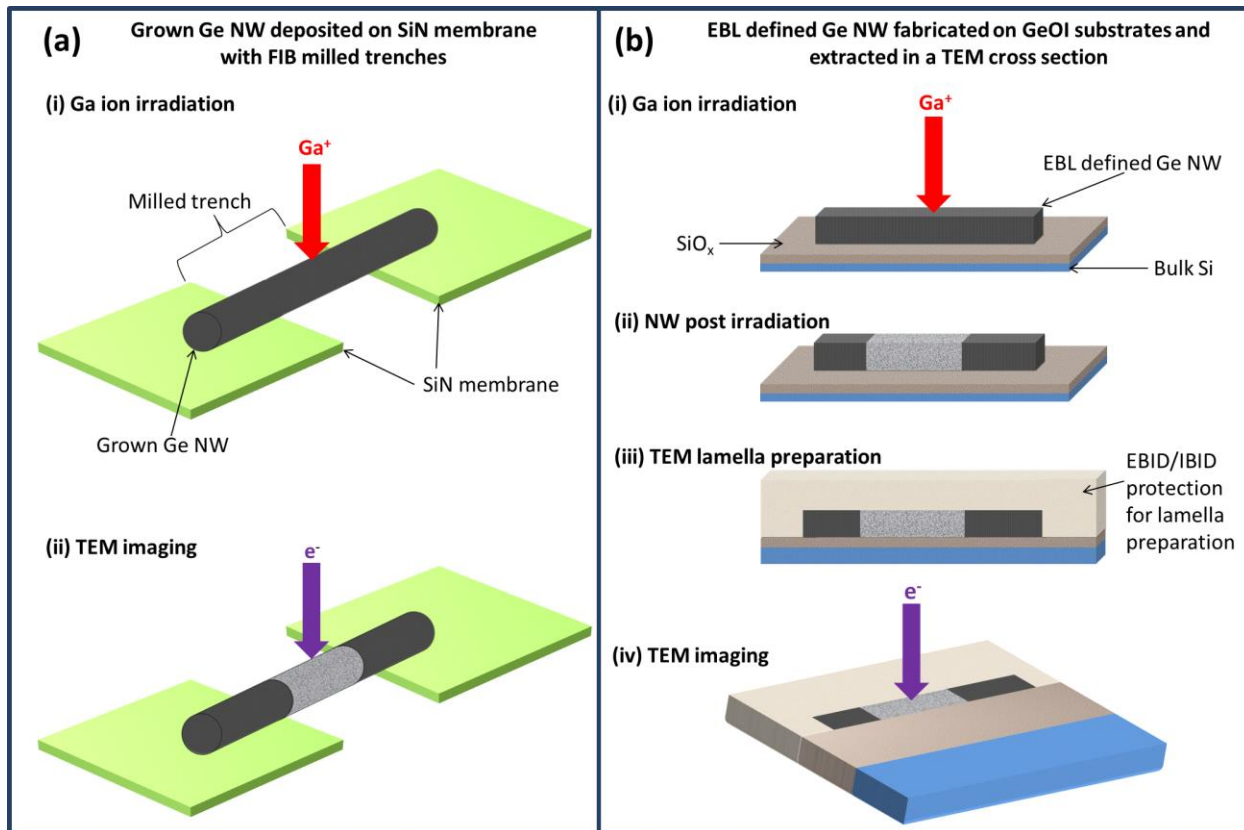 (a)
Grown Ge NW deposited on SiN membrane
with FIB milled trenches
(i) Ga ion irradiation
Ga⁺
Milled trench
SiN membrane
Grown Ge NW
(ii) TEM imaging
e⁻
(b)
EBL defined Ge NW fabricated on GeOI substrates and
extracted in a TEM cross section
(i) Ga ion irradiation
Ga⁺
EBL defined Ge NW
SiOₓ
Bulk Si
(ii) NW post irradiation
(iii) TEM lamella preparation
EBID/IBID
protection
for lamella
preparation
e⁻
(iv) TEM imaging